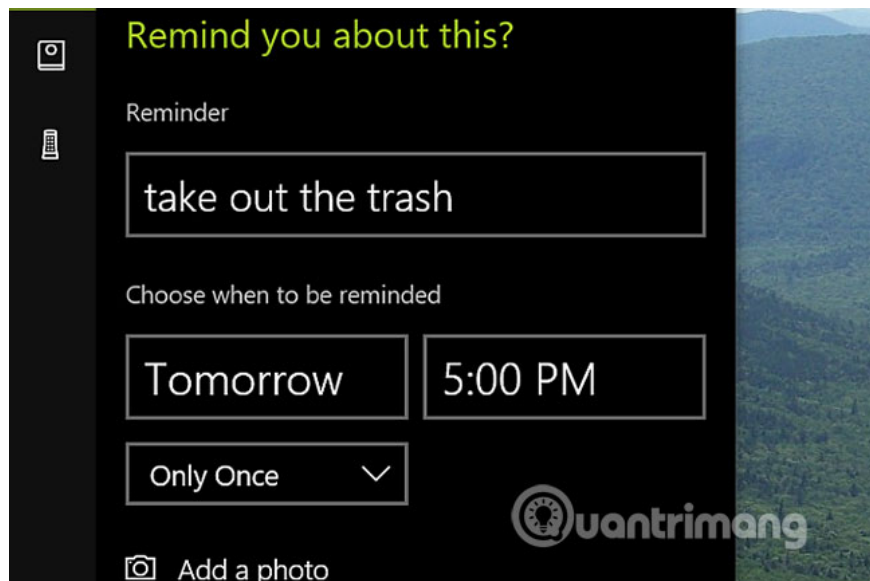 Remind you about this?
Reminder
take out the trash
Choose when to be reminded
Tomorrow
5:00 PM
Only Once
Quantrimang
Add a photo